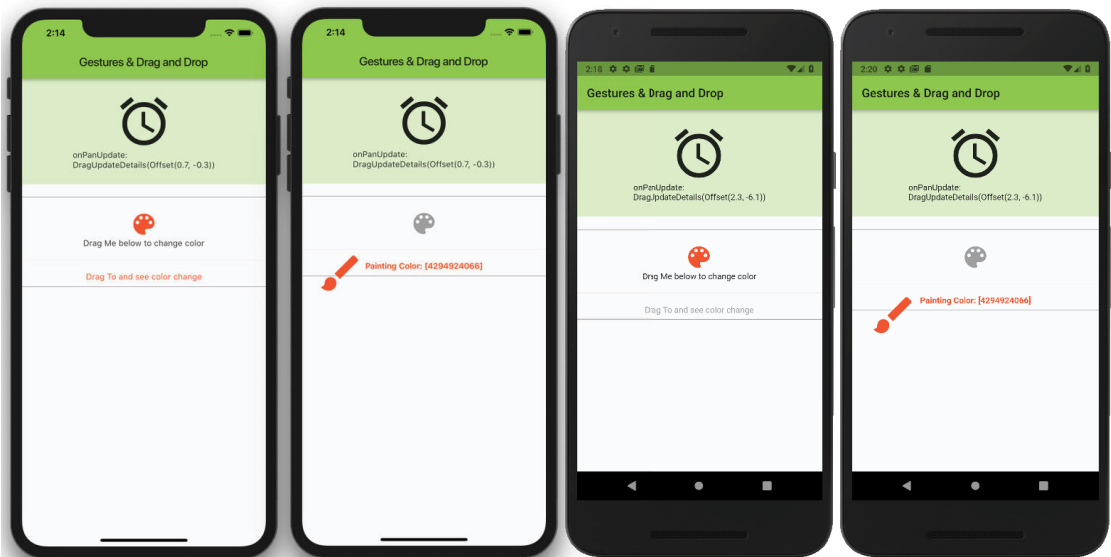 2:14
Gestures & Drag and Drop
onPanUpdate:
DragUpdateDetails(Offset(0.7, -0.3))
Drag Me below to change color
Drag To and see color change
2:14
Gestures & Drag and Drop
onPanUpdate:
DragUpdateDetails(Offset(0.7, -0.3))
Painting Color: [4294924066]
2:18
Gestures & Drag and Drop
onPanUpdate:
DragUpdateDetails(Offset(2.3, -6.1))
Drag Me below to change color
Drag To and see color change
2:20
Gestures & Drag and Drop
onPanUpdate:
DragUpdateDetails(Offset(2.3, -6.1))
Painting Color: [4294924066]